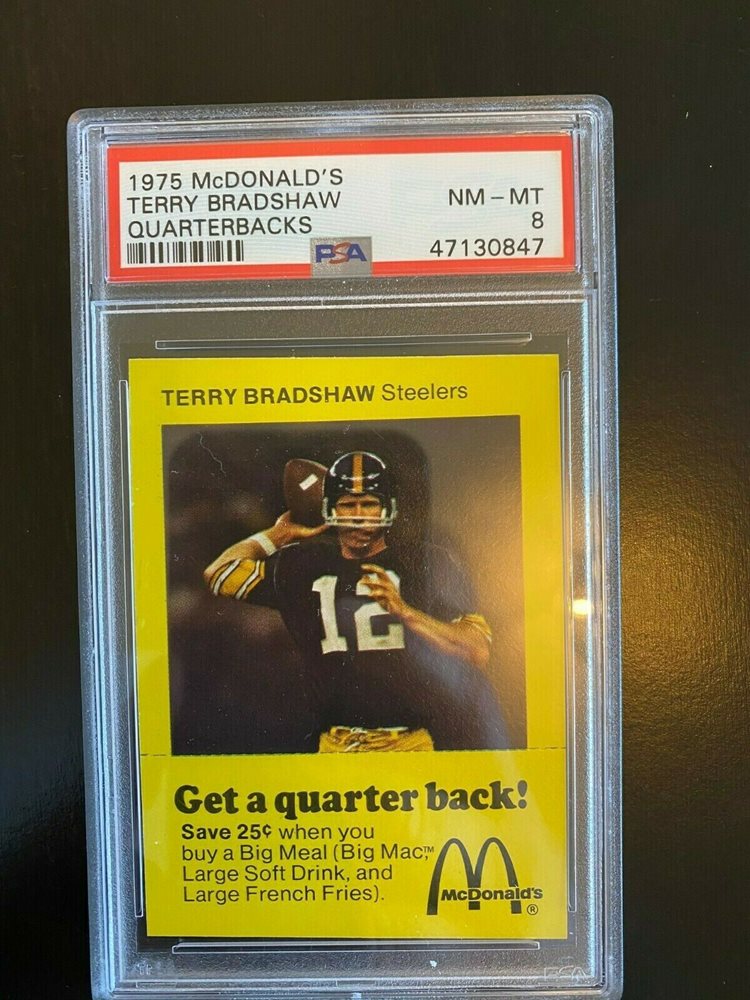 1975 McDONALD'S
TERRY BRADSHAW NM – MT
QUARTERBACKS 8
PSA 47130847
TERRY BRADSHAW Steelers
12
Get a quarter back!
Save 25¢ when you
buy a Big Meal (Big Mac,™
Large Soft Drink, and
Large French Fries).
McDonald's
®
PSA